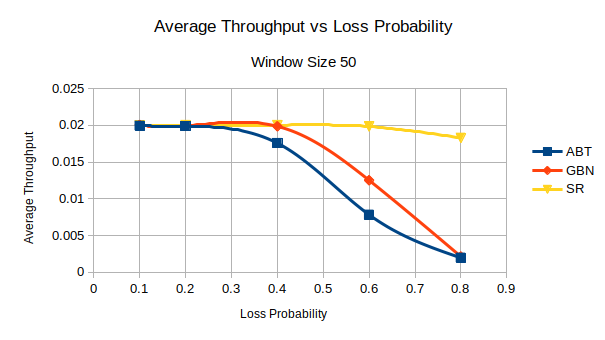 Average Throughput vs Loss Probability
Window Size 50
0.025
0.02
0.015
0.01
0.005
0
Average Throughput
0 0.1 0.2 0.3 0.4 0.5 0.6 0.7 0.8 0.9
Loss Probability
ABT
GBN
SR